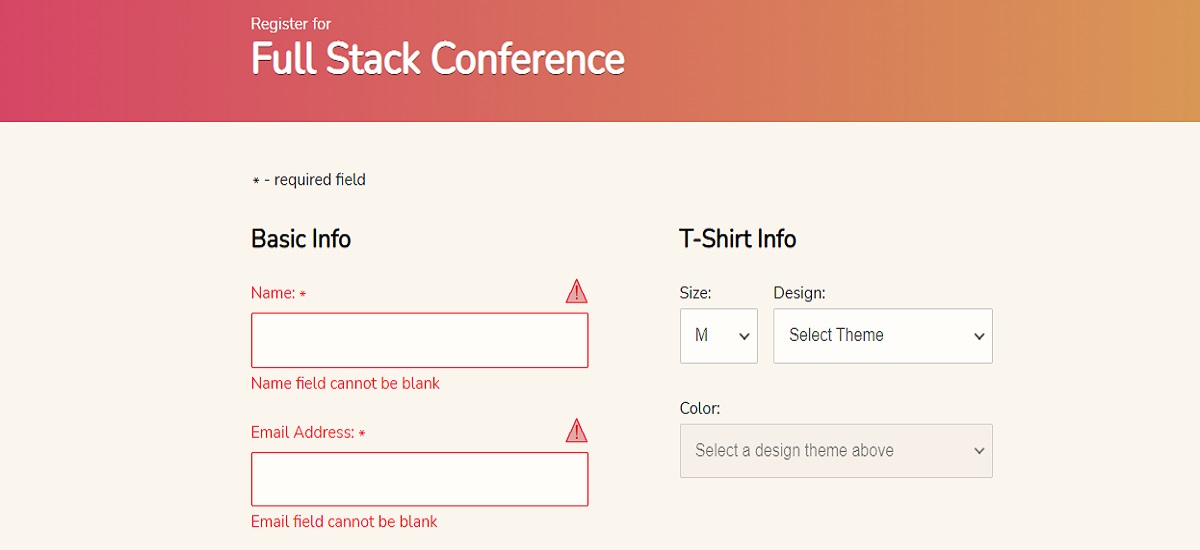 Register for
Full Stack Conference
* - required field
Basic Info
Name: *
Name field cannot be blank
Email Address: *
Email field cannot be blank
T-Shirt Info
Size: Design:
M Select Theme
Color:
Select a design theme above